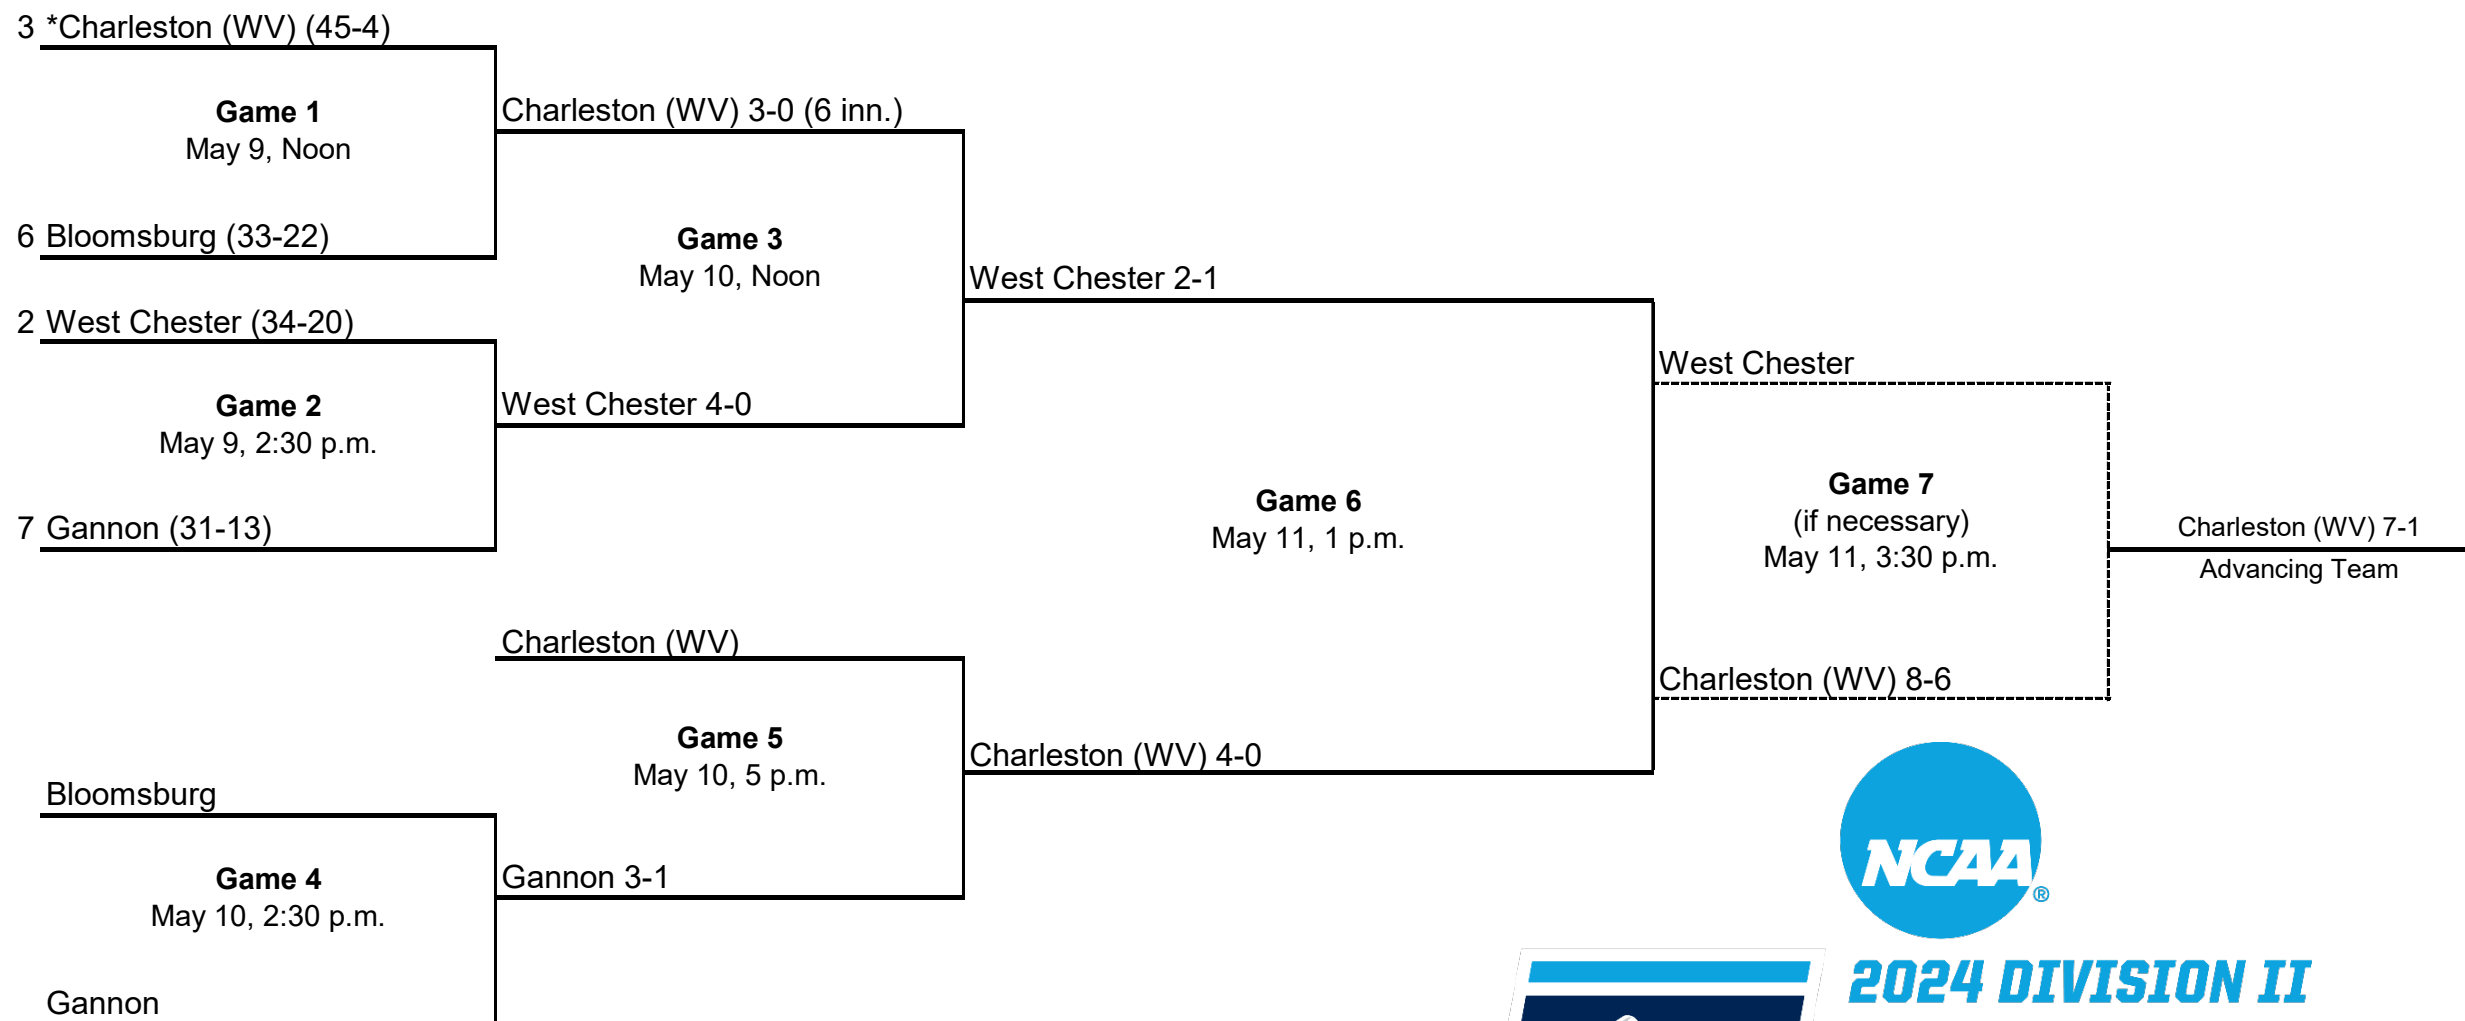 3 *Charleston (WV) (45-4)
Game 1
May 9, Noon
Charleston (WV) 3-0 (6 inn.)
6 Bloomsburg (33-22)
Game 3
May 10, Noon
West Chester 2-1
2 West Chester (34-20)
West Chester
Game 2
May 9, 2:30 p.m.
West Chester 4-0
Game 6
May 11, 1 p.m.
Game 7
(if necessary)
May 11, 3:30 p.m.
Charleston (WV) 7-1
Advancing Team
7 Gannon (31-13)
Charleston (WV)
Charleston (WV) 8-6
Game 5
May 10, 5 p.m.
Charleston (WV) 4-0
Bloomsburg
Game 4
May 10, 2:30 p.m.
Gannon 3-1
Gannon
NCAA®
2024 DIVISION II